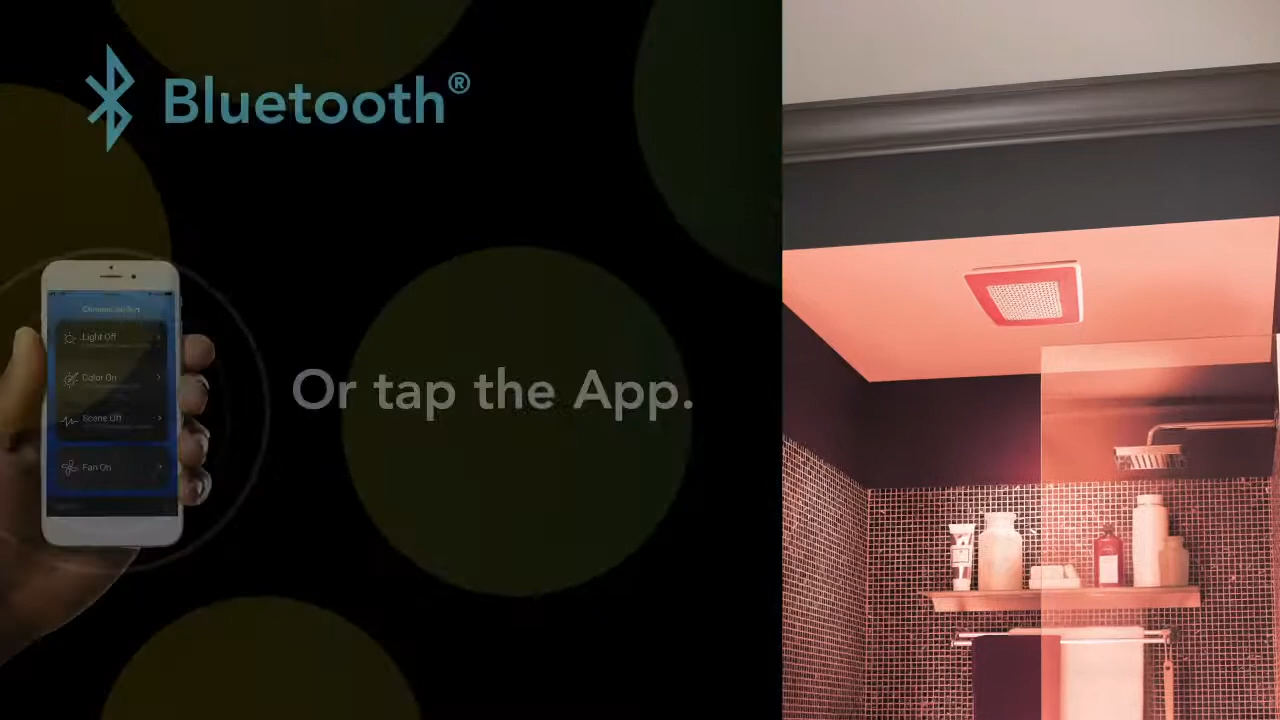 Bluetooth®
Or tap the App.
Light Off
Color On
Scene Off
Fan On